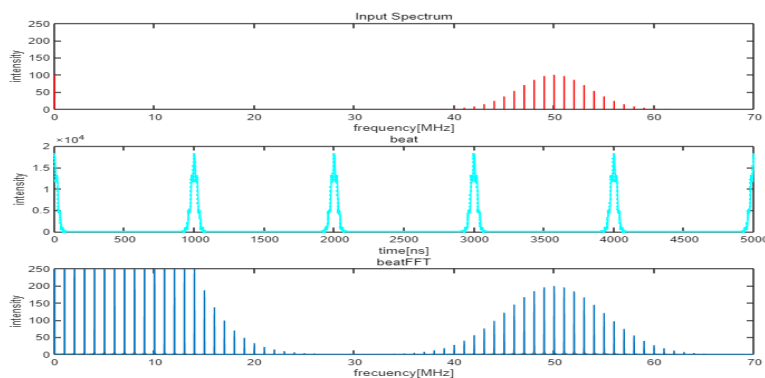 Input Spectrum
250
200
150
100
50
0
intensity
0 10 20 30 40 50 60 70
frequency[MHz]
beat
×10⁴
2
1.5
1
0.5
0
intensity
0 500 1000 1500 2000 2500 3000 3500 4000 4500 5000
time[ns]
beatFFT
250
200
150
100
50
0
intensity
0 10 20 30 40 50 60 70
frecuency[MHz]